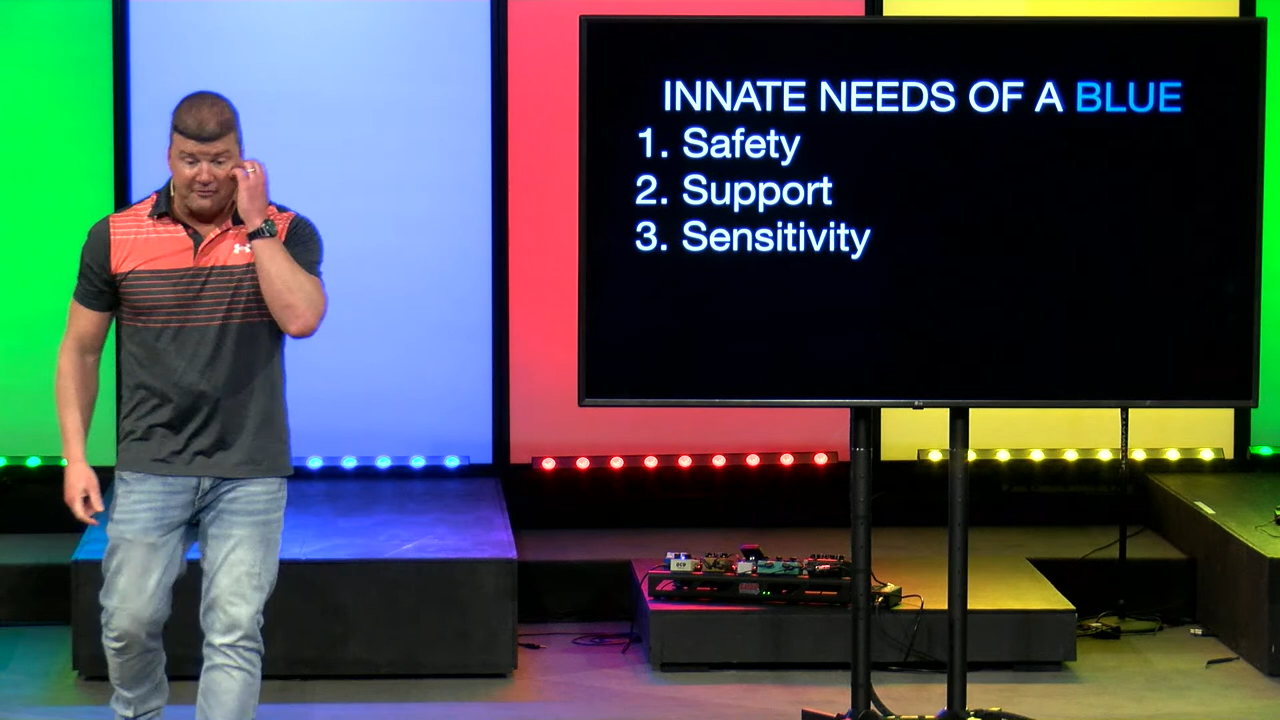 INNATE NEEDS OF A BLUE
1. Safety
2. Support
3. Sensitivity